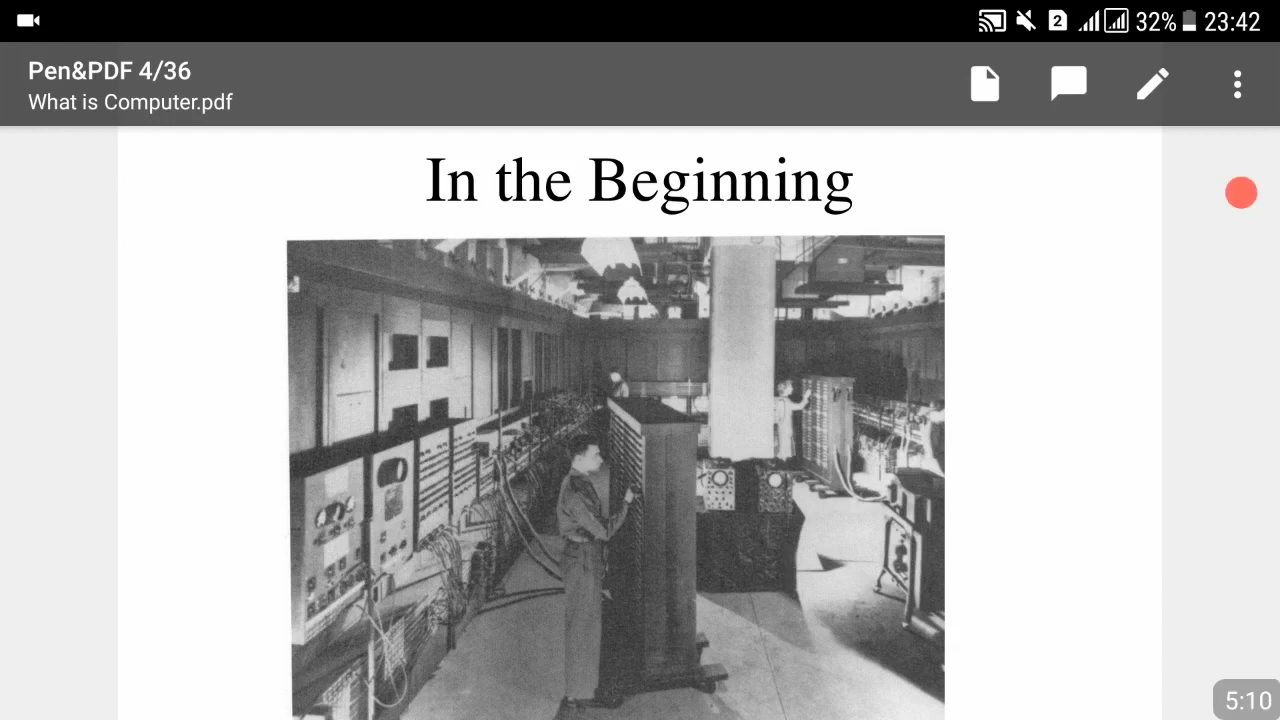 2
32%
23:42
Pen&PDF 4/36
What is Computer.pdf
In the Beginning
5:10